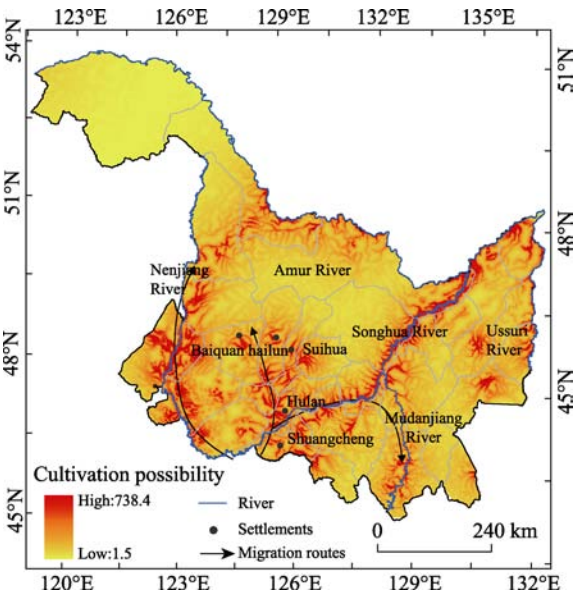 123°E 126°E 129°E 132°E 135°E
54°N
51°N
51°N
48°N
Nenjiang
River
Amur River
Songhua River
Ussuri
River
Baiquan hailun
Suihua
48°N
45°N
Hulan
Mudanjiang
River
Shuangcheng
Cultivation possibility
High:738.4
Low:1.5
River
Settlements
Migration routes
0 240 km
45°N
120°E 123°E 126°E 129°E 132°E